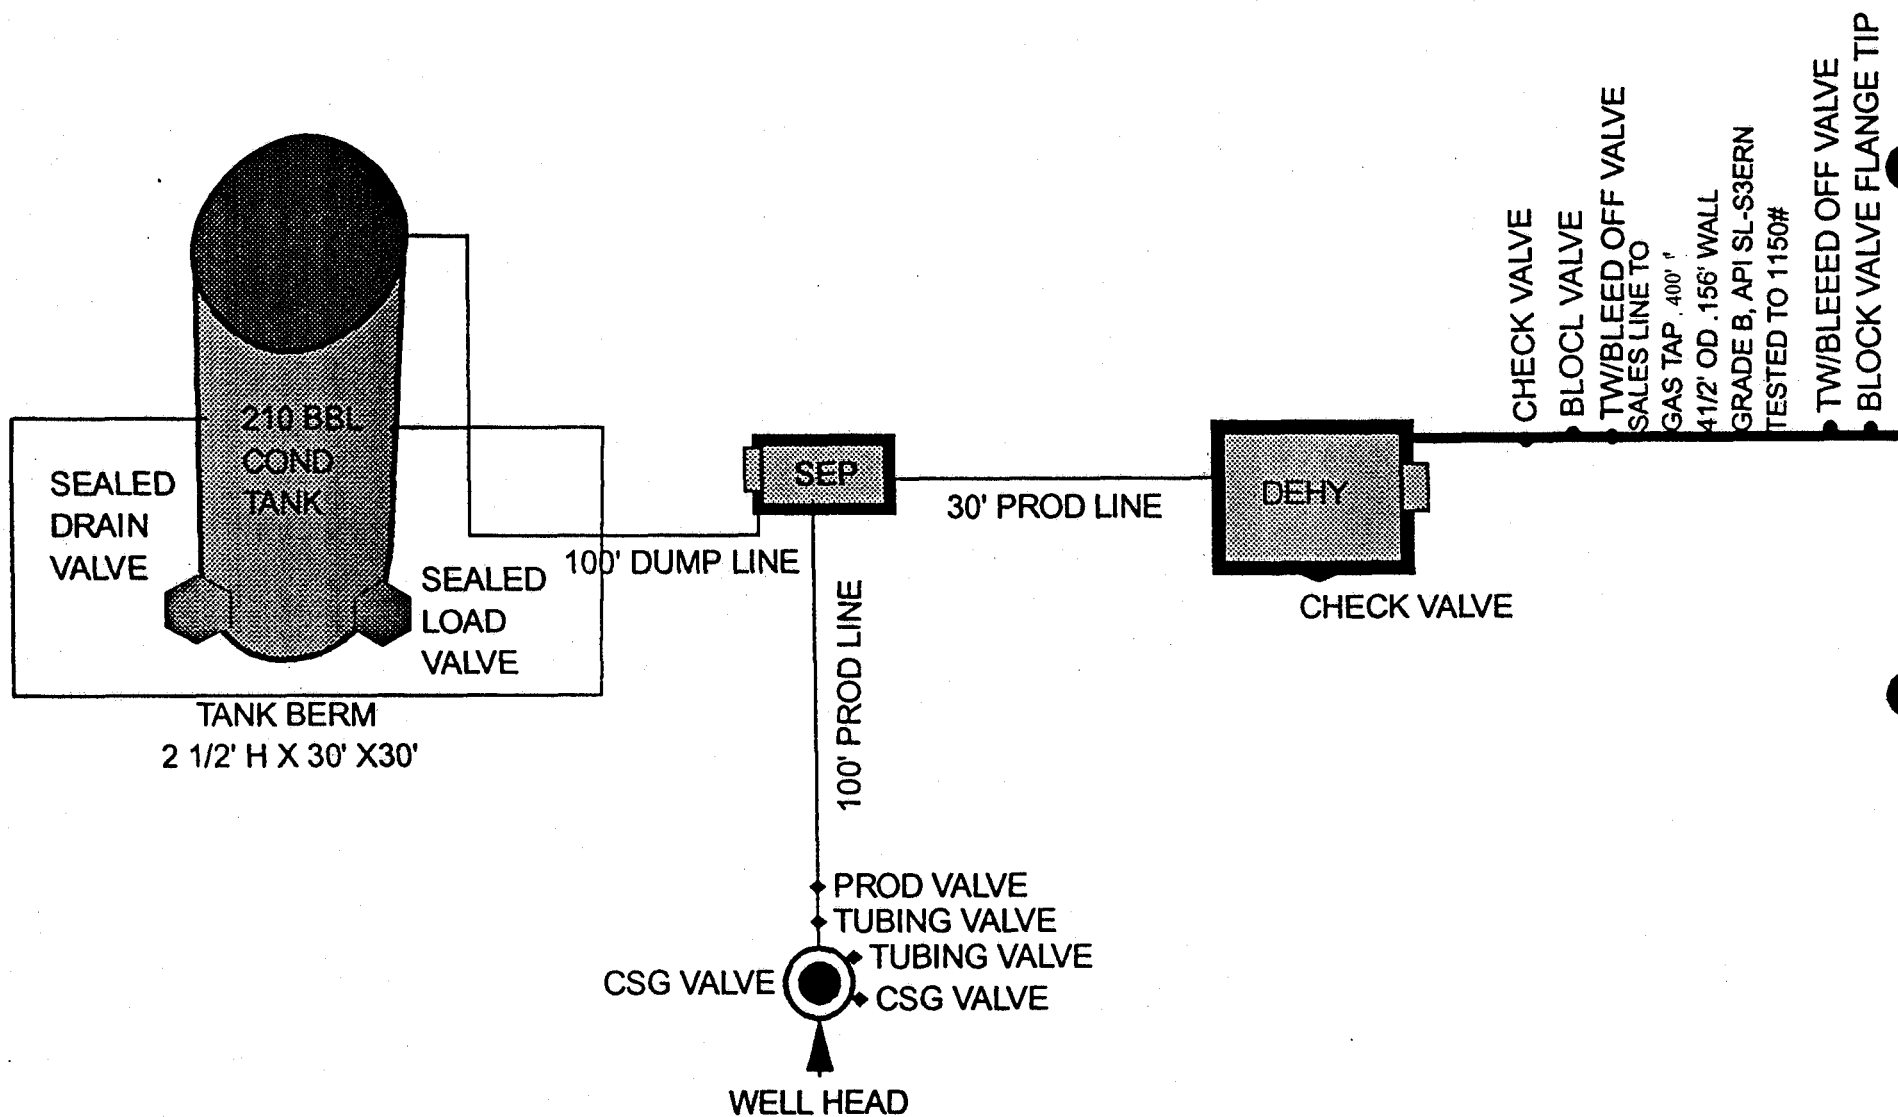 210 BBL
COND
TANK
SEALED
DRAIN
VALVE
SEALED
LOAD
VALVE
TANK BERM
2 1/2' H X 30' X30'
100' DUMP LINE
SEP
30' PROD LINE
100' PROD LINE
DEHY
CHECK VALVE
CHECK VALVE
BLOCL VALVE
TW/BLEED OFF VALVE
SALES LINE TO
GAS TAP . 400'
4 1/2' OD .156' WALL
GRADE B, API SL-S3ERN
TESTED TO 1150#
TW/BLEEED OFF VALVE
BLOCK VALVE FLANGE TIP
PROD VALVE
TUBING VALVE
TUBING VALVE
CSG VALVE
CSG VALVE
WELL HEAD